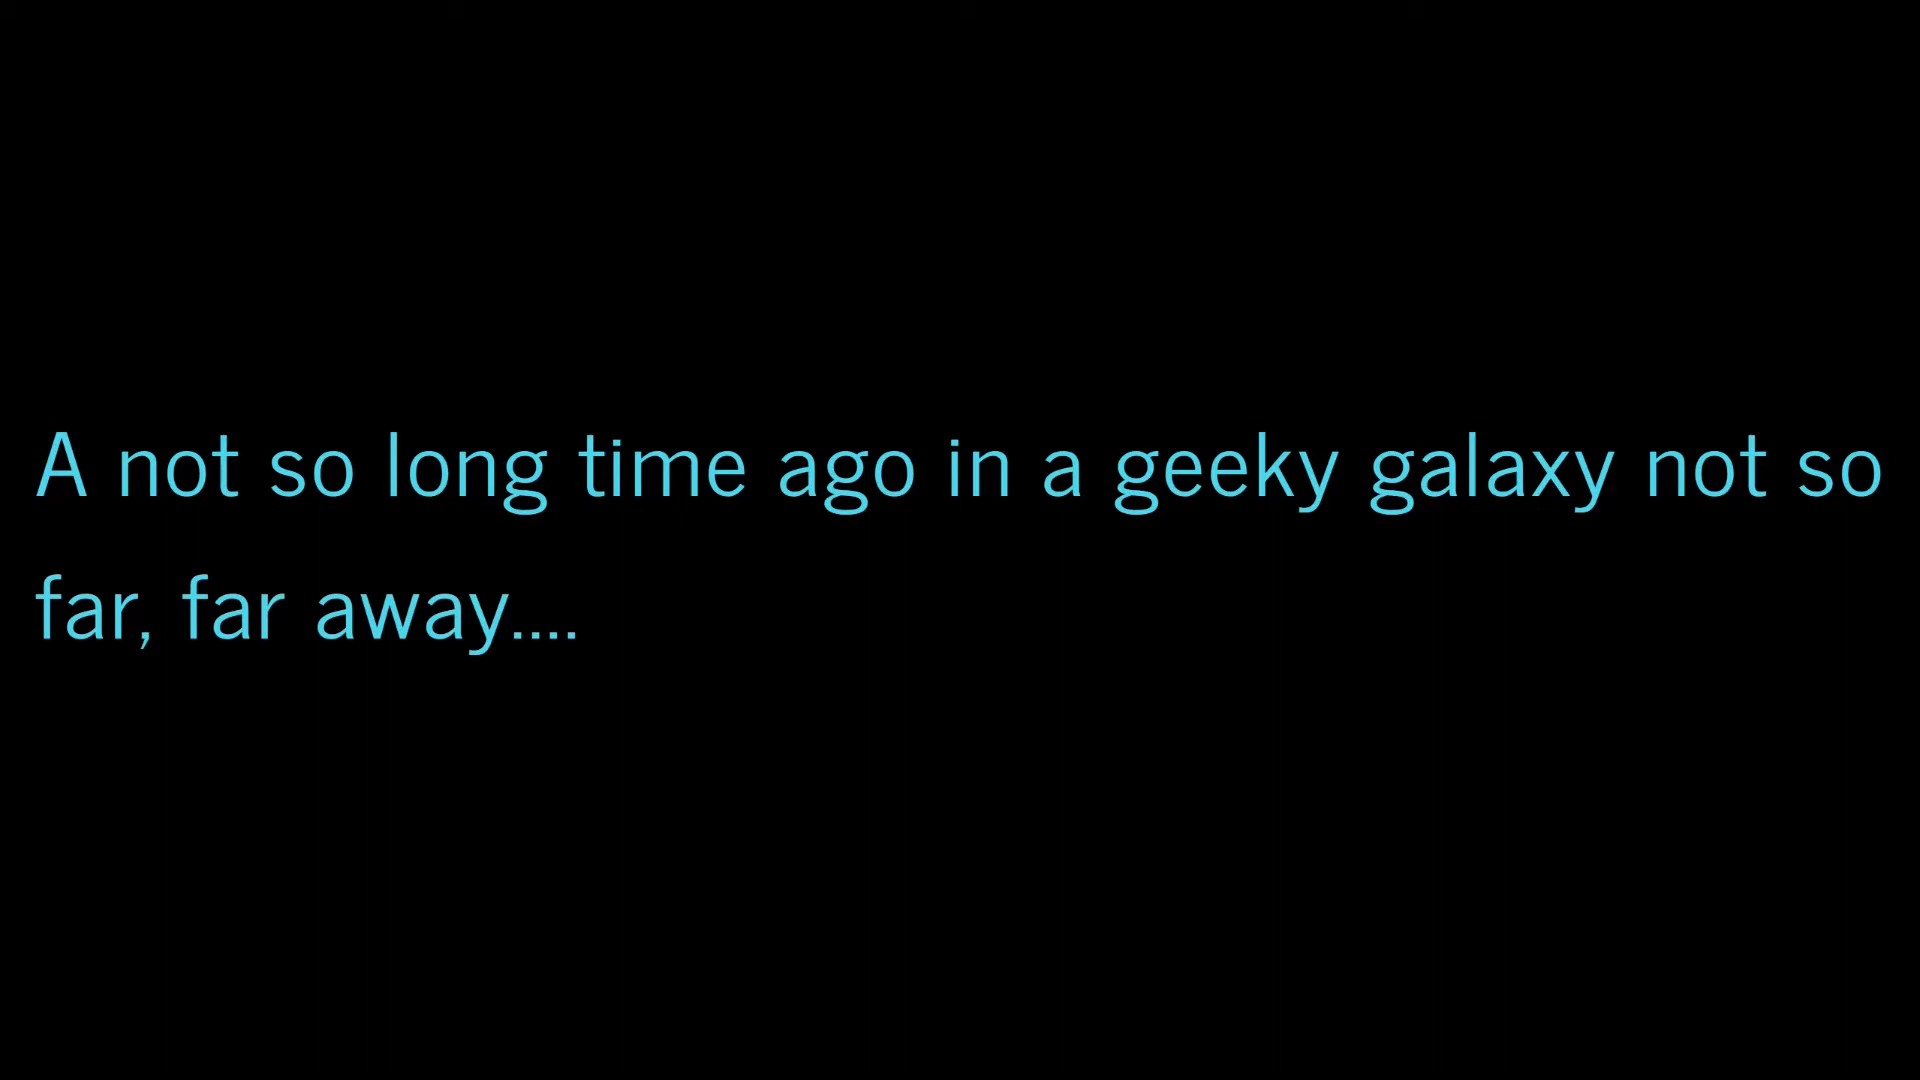 A not so long time ago in a geeky galaxy not so
far, far away....